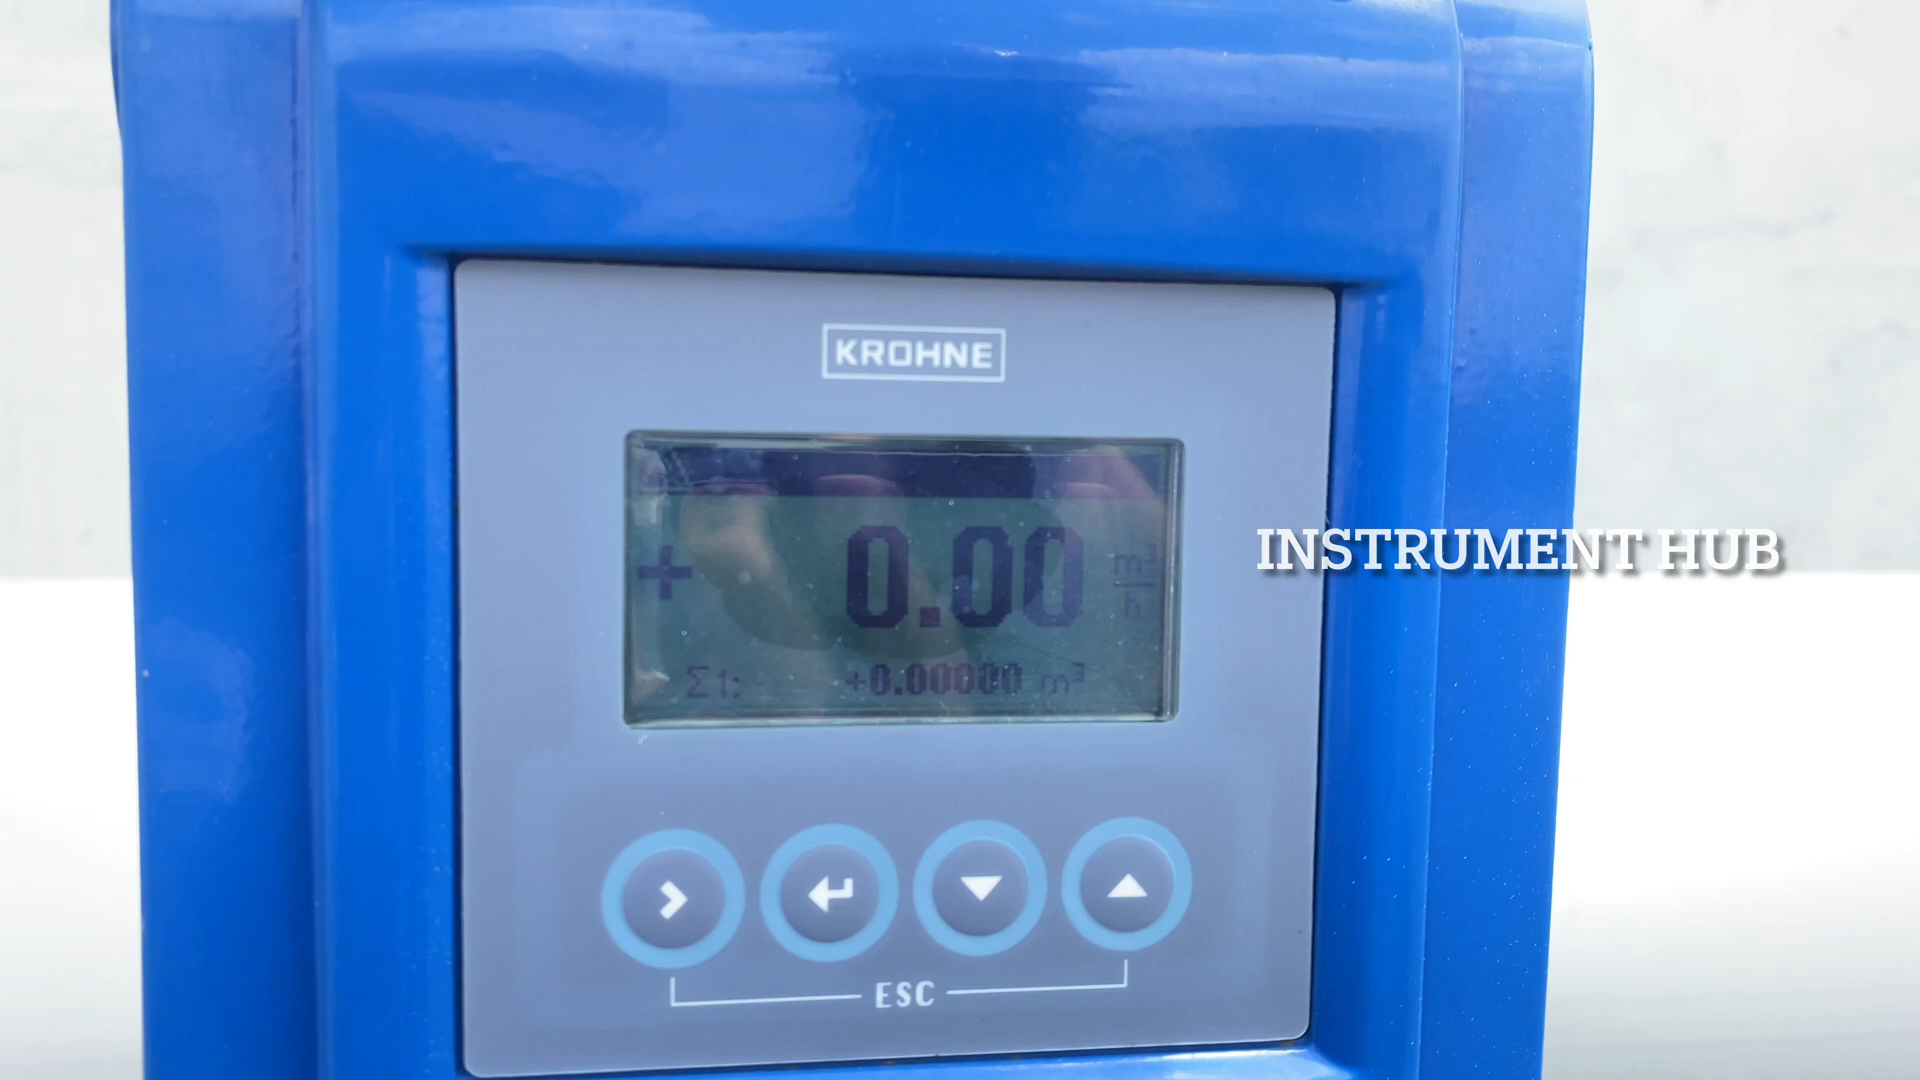 KROHNE
+ 0.00 m³/h
Σ1: +0.00000 m³
INSTRUMENT HUB
ESC